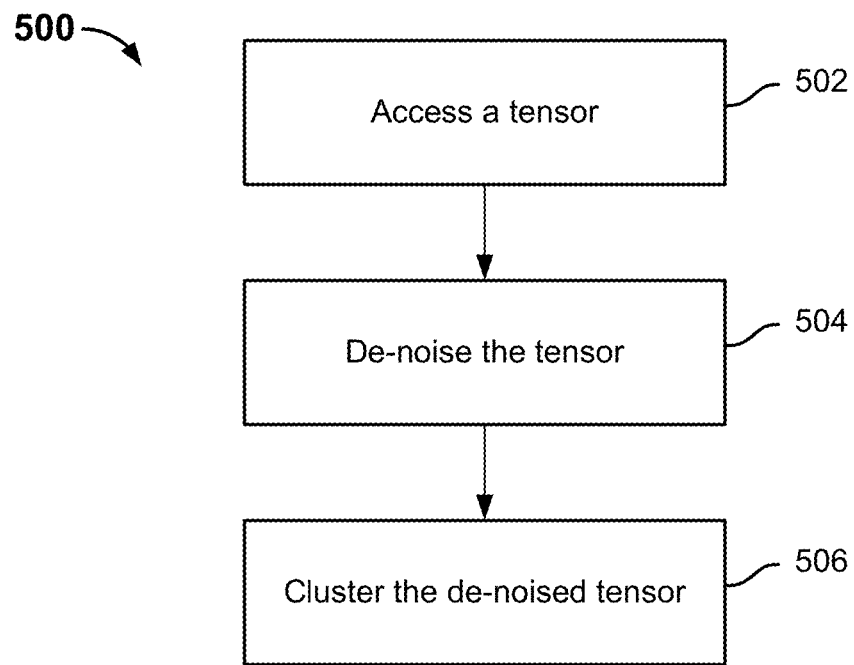 500
Access a tensor
502
De-noise the tensor
504
Cluster the de-noised tensor
506